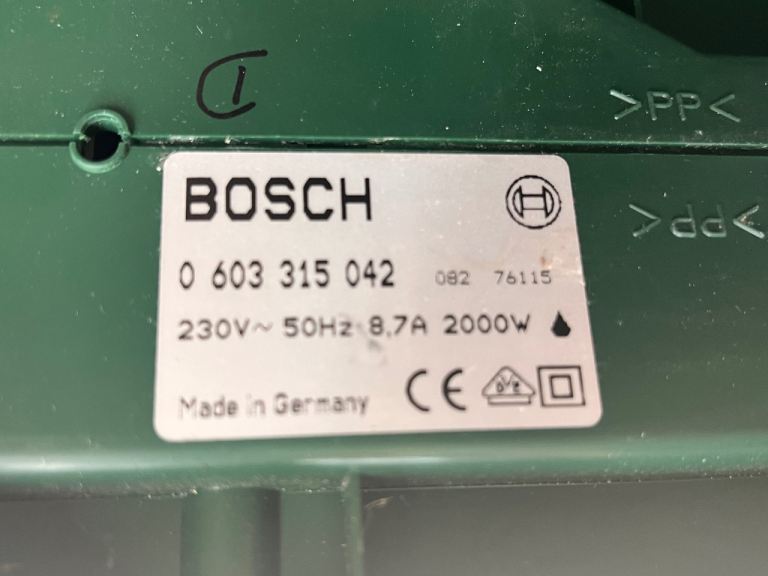 >PP<
BOSCH
0 603 315 042 082 76115
>PP<
230V~ 50Hz 8,7A 2000W
Made in Germany CE